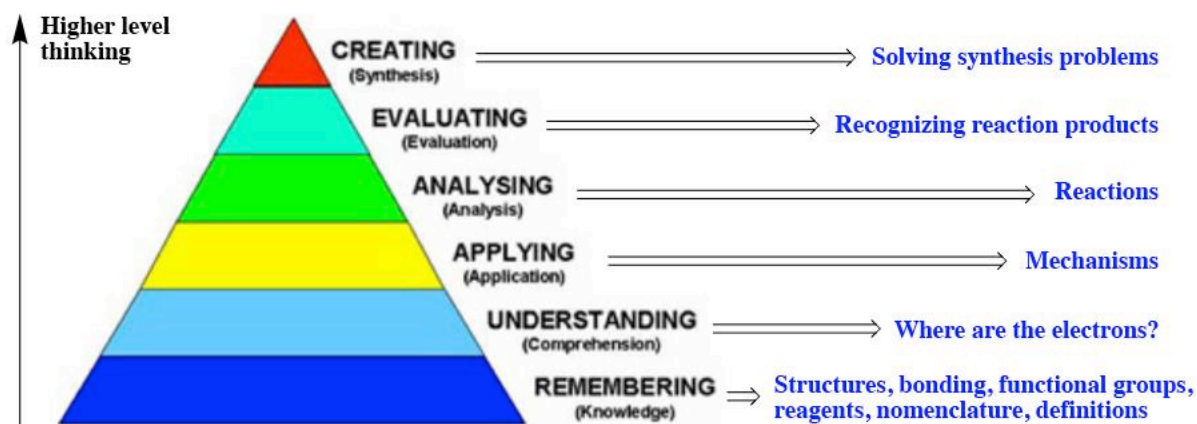 Higher level
thinking
CREATING
(Synthesis)
Solving synthesis problems
EVALUATING
(Evaluation)
Recognizing reaction products
ANALYSING
(Analysis)
Reactions
APPLYING
(Application)
Mechanisms
UNDERSTANDING
(Comprehension)
Where are the electrons?
REMEMBERING
(Knowledge)
Structures, bonding, functional groups,
reagents, nomenclature, definitions